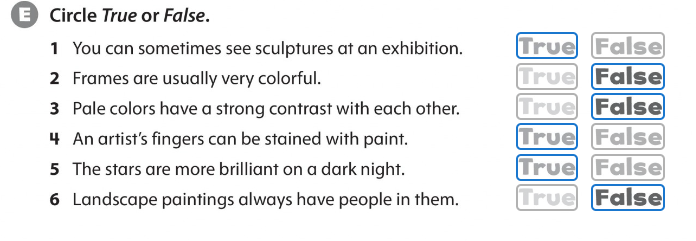 E Circle True or False.
1 You can sometimes see sculptures at an exhibition. True False
2 Frames are usually very colorful. True False
3 Pale colors have a strong contrast with each other. True False
4 An artist's fingers can be stained with paint. True False
5 The stars are more brilliant on a dark night. True False
6 Landscape paintings always have people in them. True False